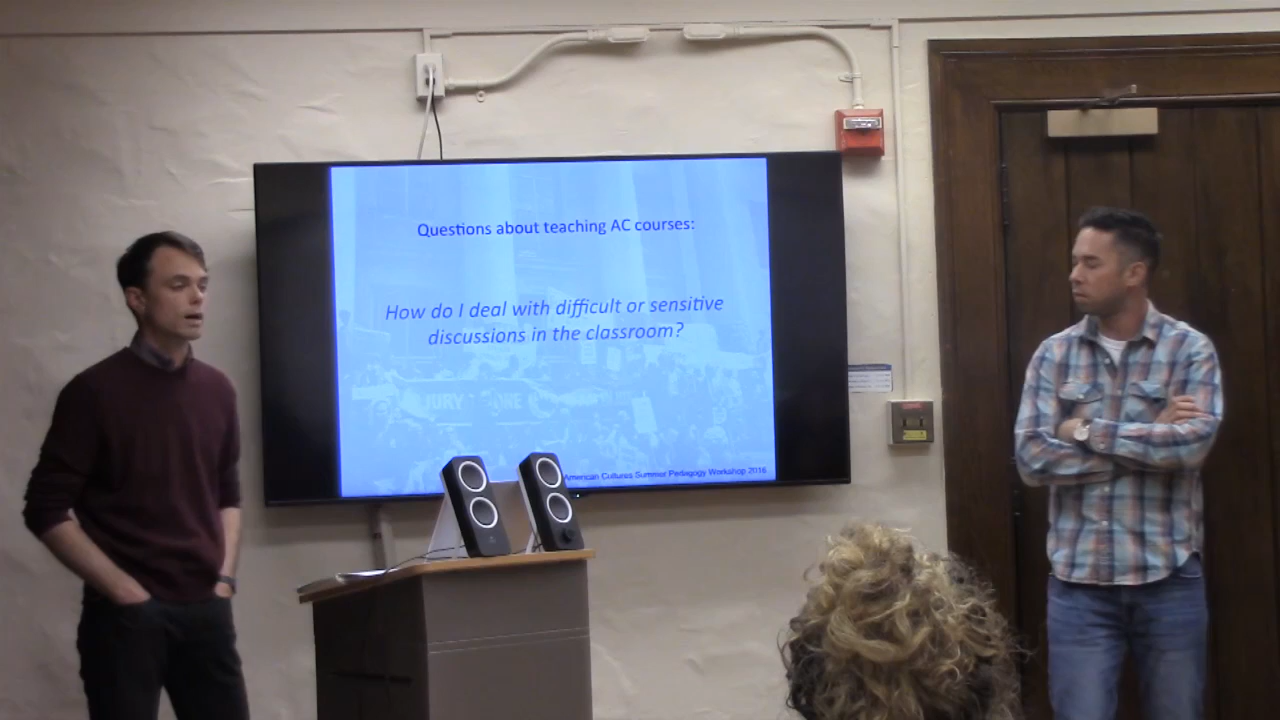 Questions about teaching AC courses:
How do I deal with difficult or sensitive
discussions in the classroom?
JURY
American Cultures Summer Pedagogy Workshop 2016